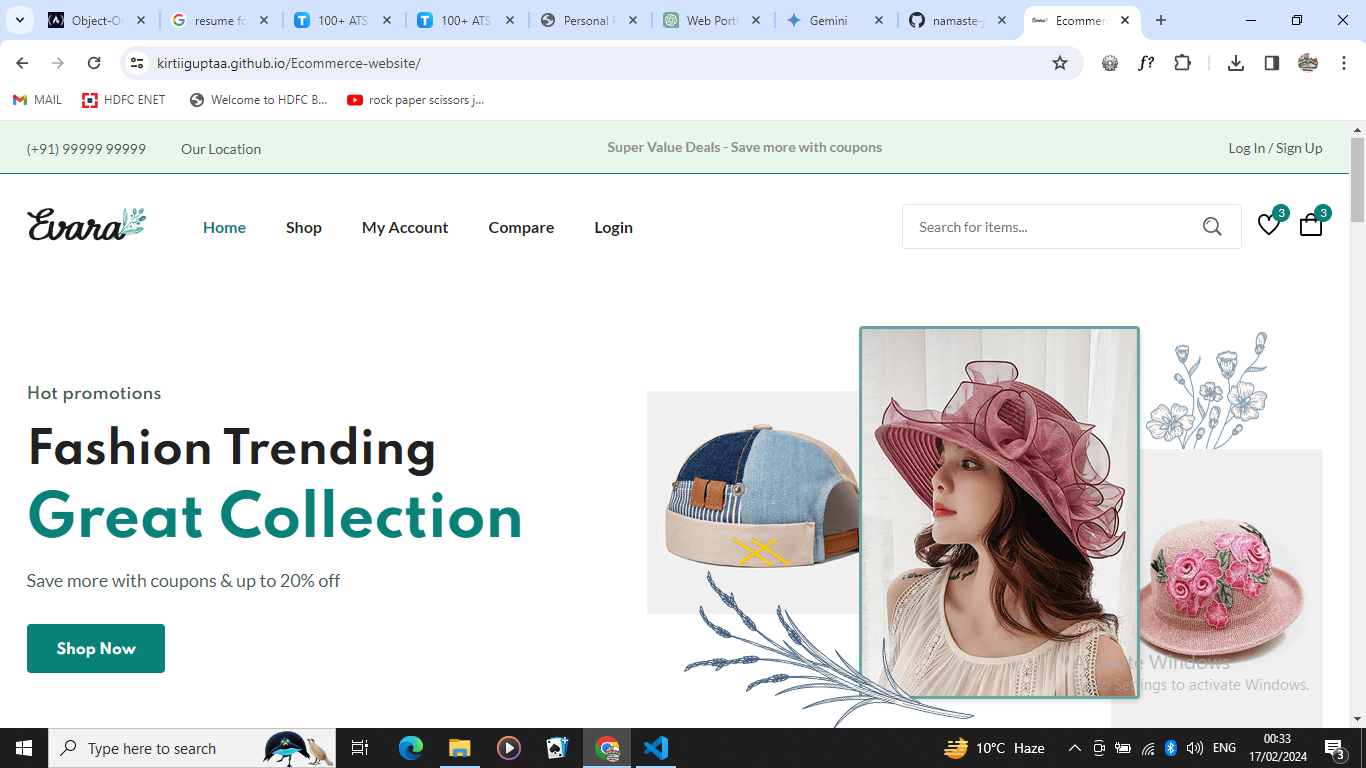 Object-Or
resume fo
100+ ATS
100+ ATS
Personal P
Web Port
Gemini
namaste-j
Ecommer
kirtiiguptaa.github.io/Ecommerce-website/
f?
MAIL
HDFC ENET
Welcome to HDFC B...
rock paper scissors j...
(+91) 99999 99999
Our Location
Super Value Deals - Save more with coupons
Log In / Sign Up
Evara
Home
Shop
My Account
Compare
Login
Search for items...
3
3
Hot promotions
Fashion Trending
Great Collection
Save more with coupons & up to 20% off
Shop Now
Activate Windows
Go to Settings to activate Windows.
Type here to search
10°C Haze
ENG
00:33
17/02/2024
3